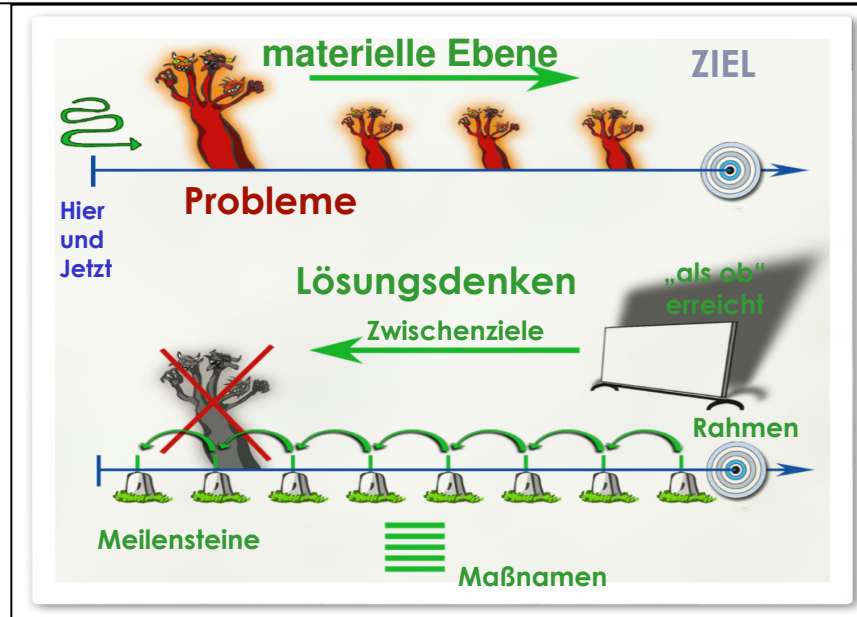 materielle Ebene
ZIEL
Probleme
Hier
und
Jetzt
Lösungsdenken
„als ob“
erreicht
Zwischenziele
Rahmen
Meilensteine
Maßnamen